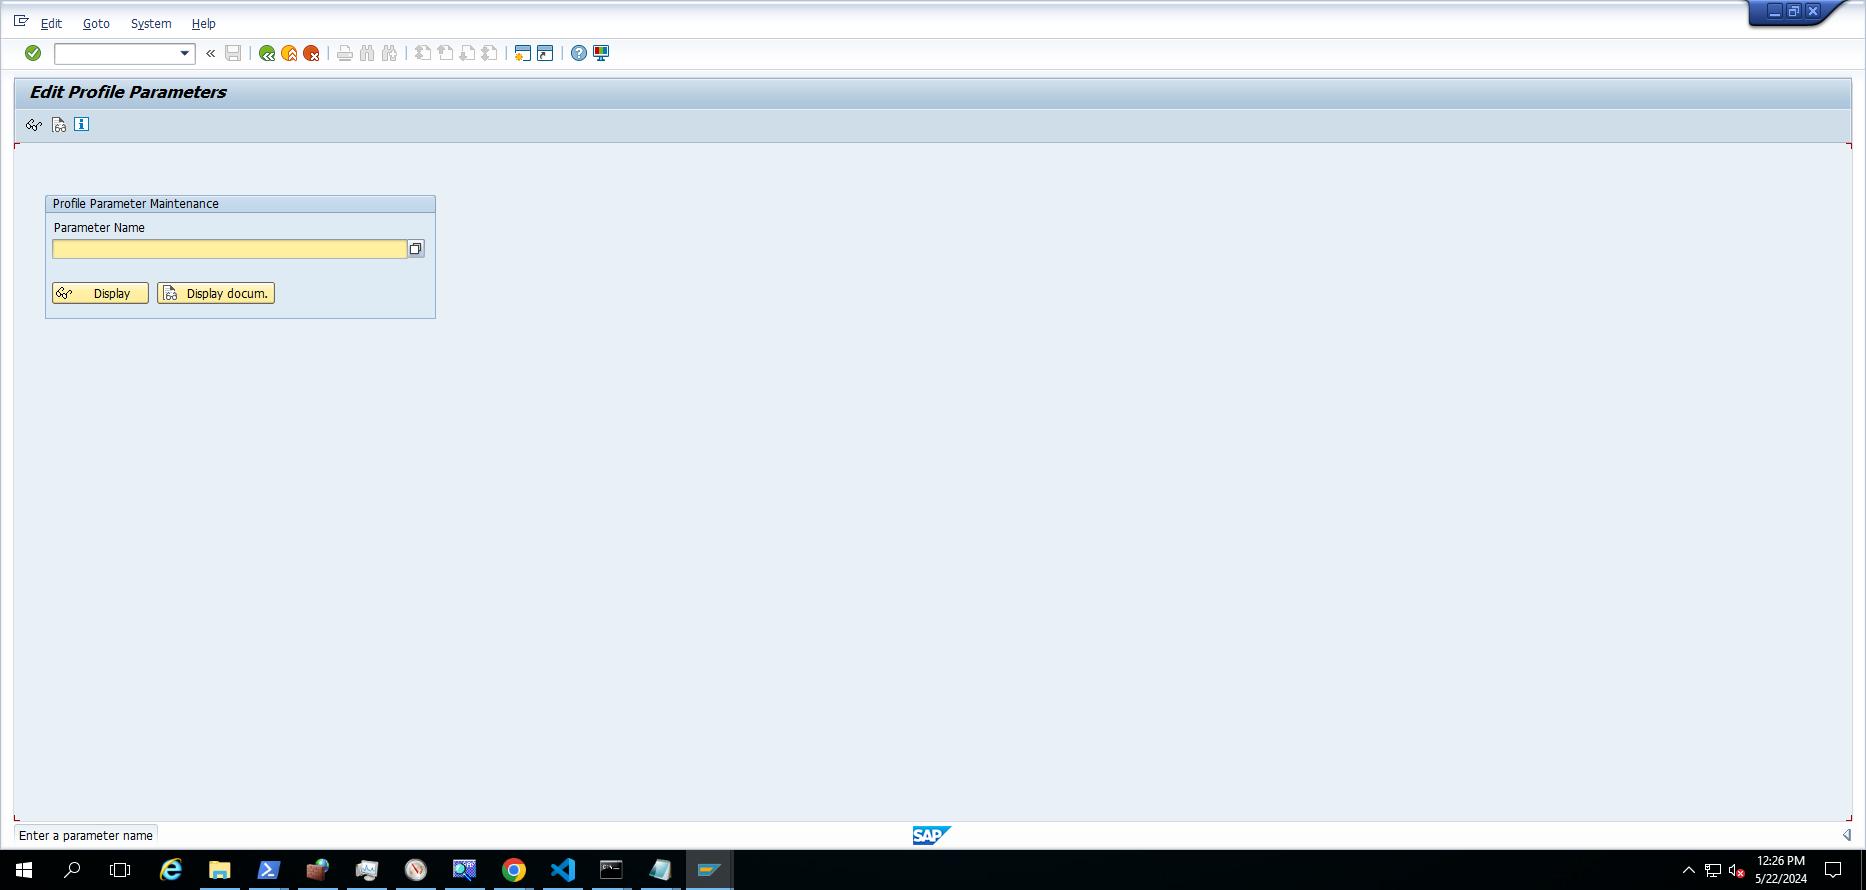 Edit Goto System Help
Edit Profile Parameters
Profile Parameter Maintenance
Parameter Name
Display Display docum.
Enter a parameter name
SAP
12:26 PM
5/22/2024